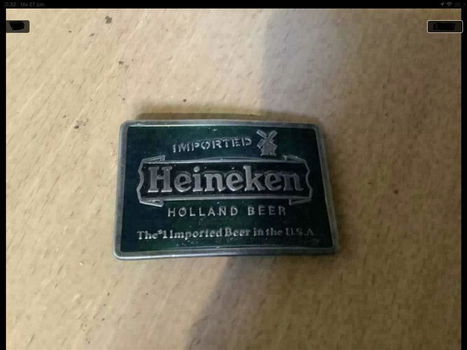 IMPORTED
Heineken
HOLLAND BEER
The #1 Imported Beer in the U.S.A